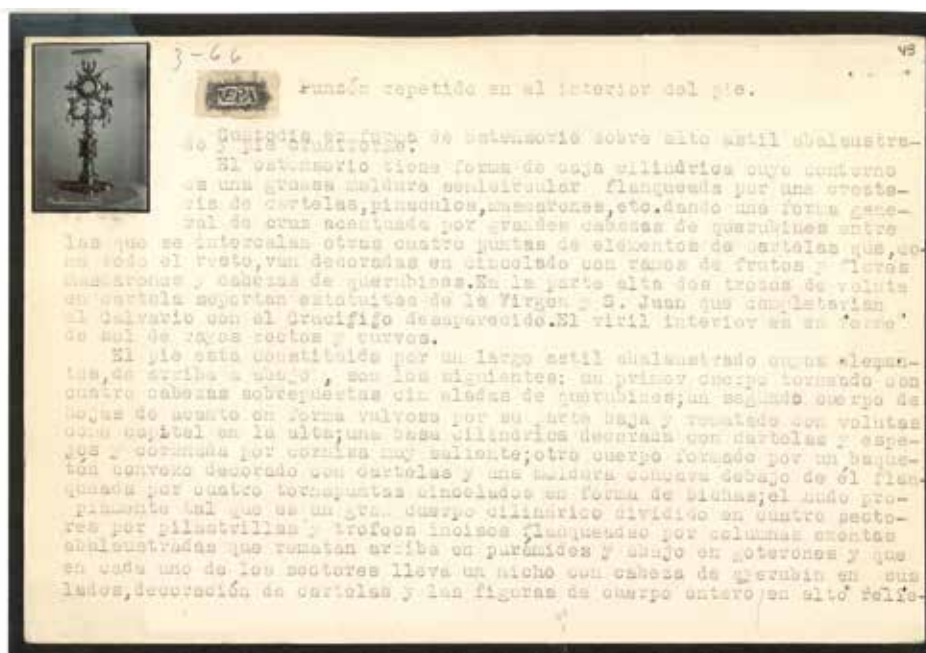 3-66
49
VERA
Punzón repetido en el interior del pie.
Custodia en forma de ostensorio sobre alto astil abalaustra-
do y pie cruciforme.
El ostensorio tiene forma de caja cilíndrica cuyo contorno
es una gruesa moldura semicircular flanqueada por una creste-
ría de cartelas,pináculos,mascarones,etc.dando una forma gene-
ral de cruz acentuada por grandes cabezas de querubines entre
las que se intercalan otras cuatro puntas de elementos de cartelas que,co-
mo todo el resto,van decoradas en cincelado con ramos de frutos y flores
mascarones y cabezas de querubines.En la parte alta dos trozos de voluta
en cartela soportan estatuitas de la Virgen y S. Juan que completarían
el Calvario con el Crucifijo desaparecido.El viril interior es en forma
de sol de rayos rectos y curvos.
El pie esta constituido por un largo astil abalaustrado cuyos elemen-
tos,de arriba a abajo , son los siguientes: un primer cuerpo torneado con
cuatro cabezas sobrepuestas cin aladas de querubines;un segundo cuerpo de
hojas de acanto en forma valvosa por su parte baja y rematado con volutas
como capitel en la alta;una basa cilíndrica decorada con cartelas y espe-
jos y coronada por cornisa muy saliente;otro cuerpo formado por un baque-
tón convexo decorado con cartelas y una moldura concava debajo de él flan-
queada por cuatro tornapuntas cincelados en forma de bichas;el nudo pro-
piamente tal que es un gran cuerpo cilíndrico dividido en cuatro secto-
res por pilastrillas y trofeos incisos flanqueados por columnas exentas
abalaustradas que rematan arriba en pirámides y abajo en goterones y que
en cada uno de los sectores lleva un nicho con cabeza de querubin en sus
lados,decoración de cartelas y las figuras de cuerpo entero en alto relie-